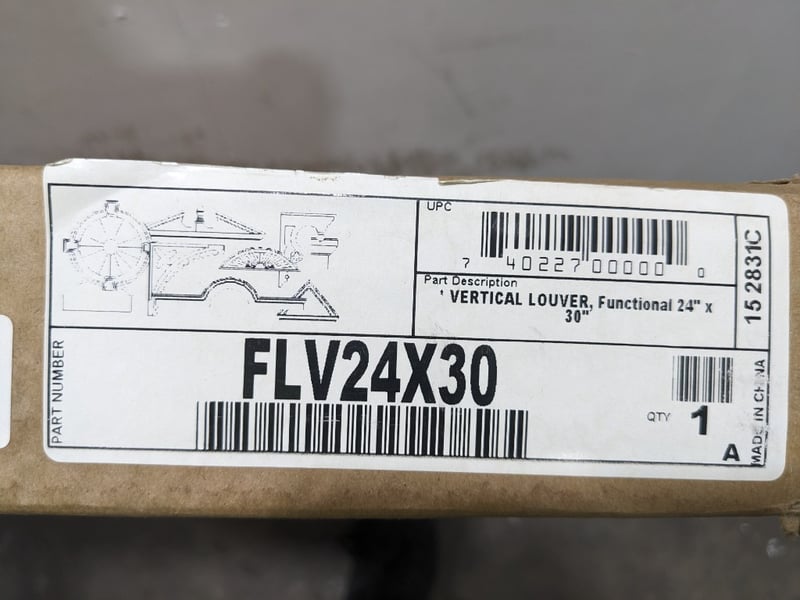 UPC
7 40227 00000 0
Part Description
' VERTICAL LOUVER, Functional 24" x
30"
15 2831C
PART NUMBER
FLV24X30
QTY 1
A
MADE IN CHINA